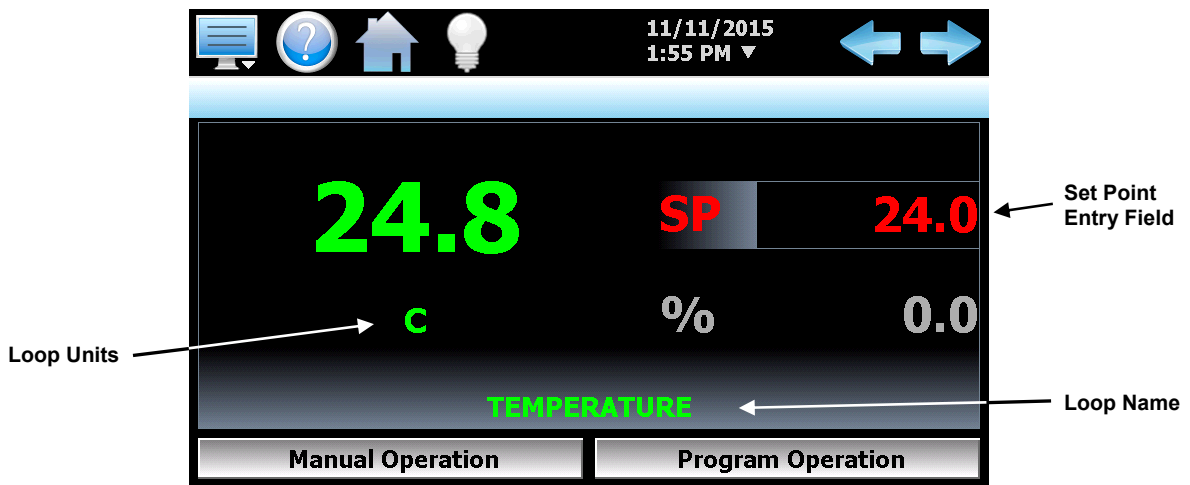 ?
11/11/2015
1:55 PM ▼
24.8
SP
24.0
Set Point
Entry Field
C
%
0.0
Loop Units
TEMPERATURE
Loop Name
Manual Operation
Program Operation